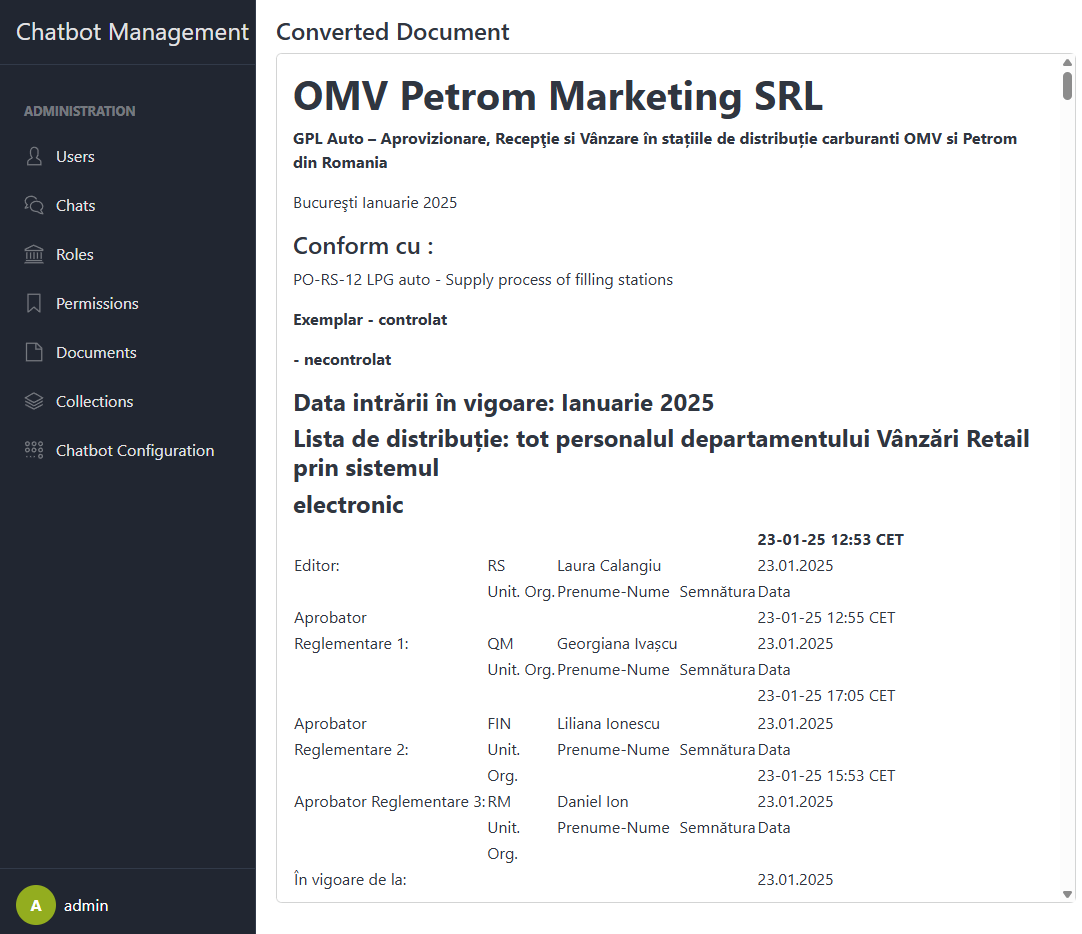 Chatbot Management
ADMINISTRATION
Users
Chats
Roles
Permissions
Documents
Collections
Chatbot Configuration
A
admin
Converted Document
OMV Petrom Marketing SRL
GPL Auto – Aprovizionare, Recepţie si Vânzare în stațiile de distribuție carburanti OMV si Petrom
din Romania
Bucureşti Ianuarie 2025
Conform cu :
PO-RS-12 LPG auto - Supply process of filling stations
Exemplar - controlat
- necontrolat
Data intrării în vigoare: Ianuarie 2025
Lista de distribuție: tot personalul departamentului Vânzări Retail
prin sistemul
electronic
23-01-25 12:53 CET
Editor: RS Laura Calangiu 23.01.2025
Unit. Org. Prenume-Nume Semnătura Data
Aprobator 23-01-25 12:55 CET
Reglementare 1: QM Georgiana Ivașcu 23.01.2025
Unit. Org. Prenume-Nume Semnătura Data
23-01-25 17:05 CET
Aprobator FIN Liliana Ionescu 23.01.2025
Reglementare 2: Unit. Prenume-Nume Semnătura Data
Org. 23-01-25 15:53 CET
Aprobator Reglementare 3: RM Daniel Ion 23.01.2025
Unit. Prenume-Nume Semnătura Data
Org.
În vigoare de la: 23.01.2025